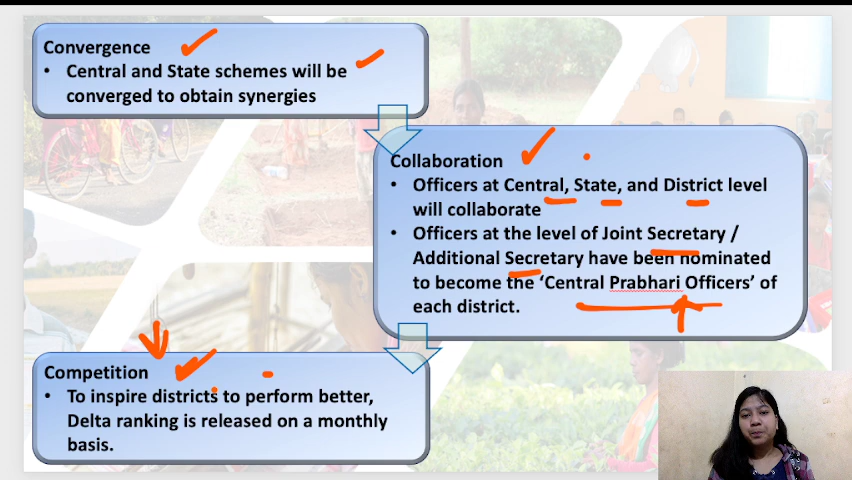 Convergence
• Central and State schemes will be
converged to obtain synergies
Collaboration
• Officers at Central, State, and District level
will collaborate
• Officers at the level of Joint Secretary /
Additional Secretary have been nominated
to become the ‘Central Prabhari Officers’ of
each district.
Competition
• To inspire districts to perform better,
Delta ranking is released on a monthly
basis.